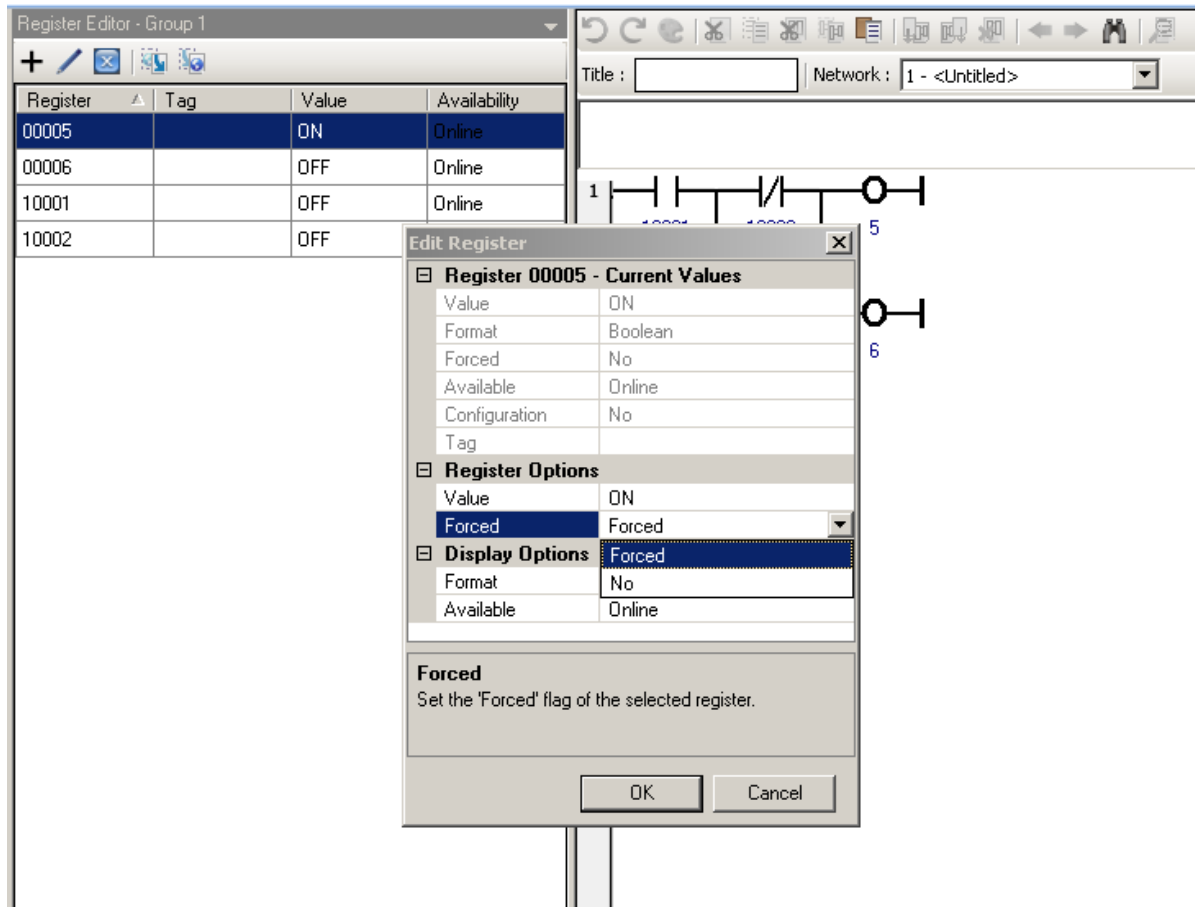 Register Editor - Group 1
Title :
Network : 1 - <Untitled>
Register Tag Value Availability
00005 ON Online
00006 OFF Online
10001 OFF Online
10002 OFF
1
5
6
Edit Register
Register 00005 - Current Values
Value ON
Format Boolean
Forced No
Available Online
Configuration No
Tag
Register Options
Value ON
Forced Forced
Display Options Forced
Format No
Available Online
Forced
Set the 'Forced' flag of the selected register.
OK Cancel